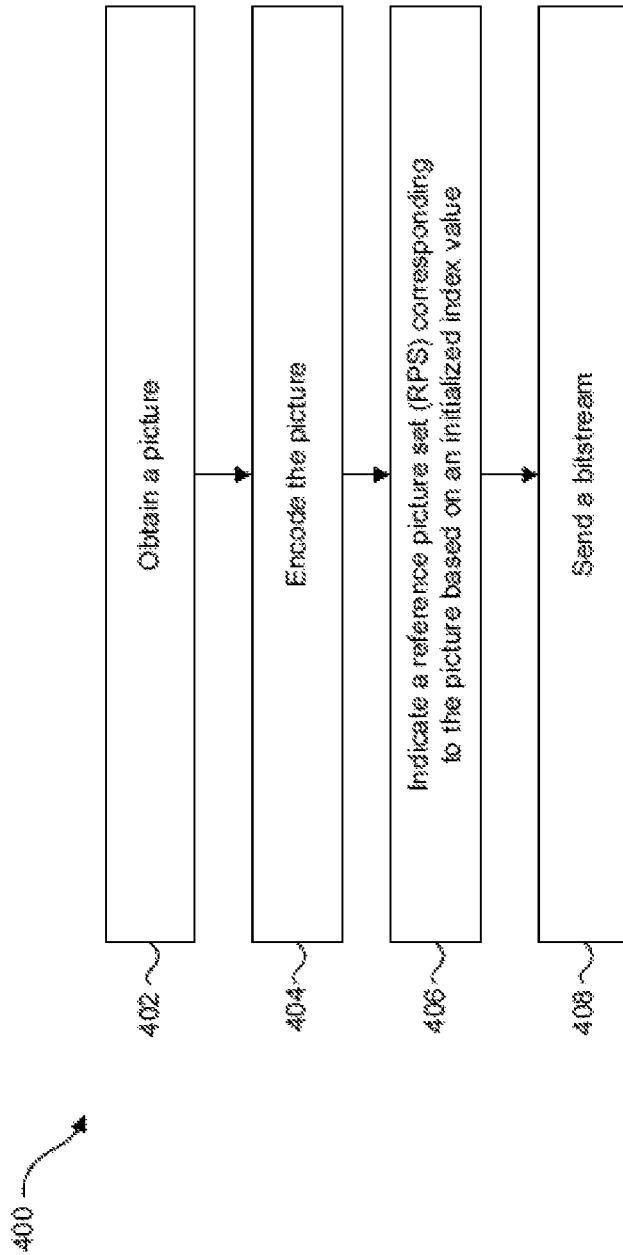 400
402
Obtain a picture
404
Encode the picture
406
Indicate a reference picture set (RPS) corresponding
to the picture based on an initialized index value
408
Send a bitstream